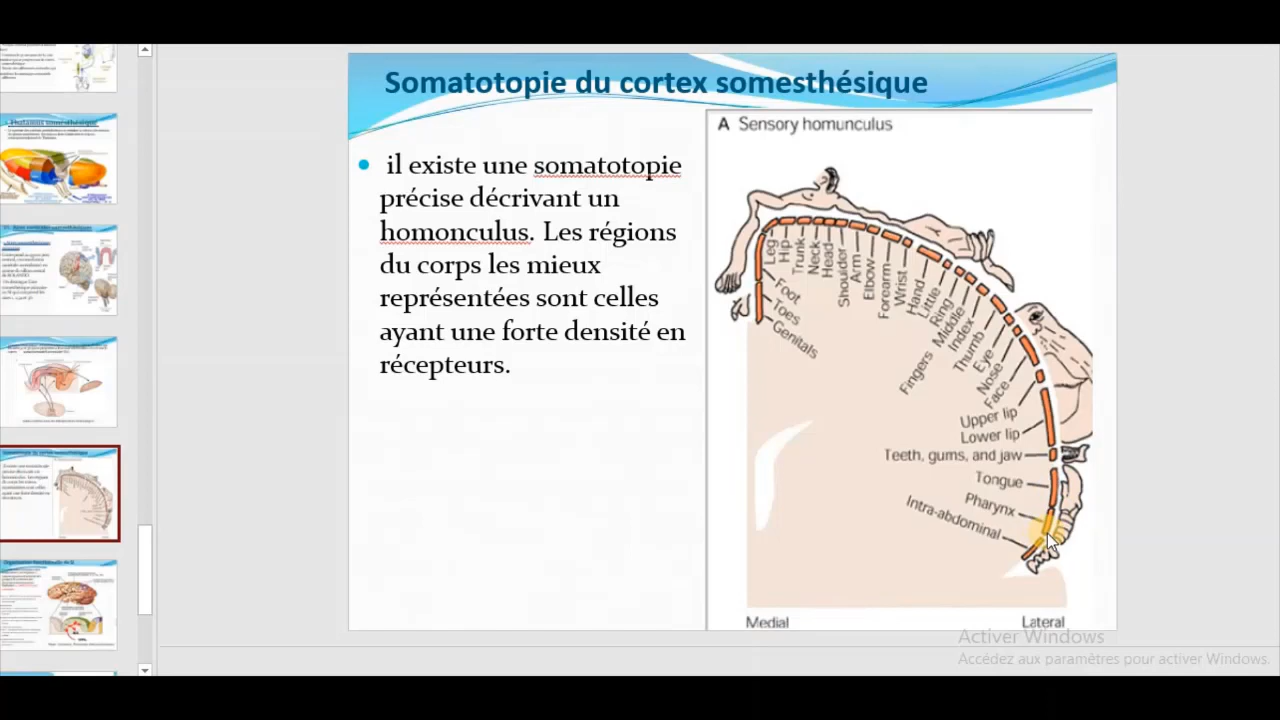 Somatotopie du cortex somesthésique
il existe une somatotopie
précise décrivant un
homonculus. Les régions
du corps les mieux
représentées sont celles
ayant une forte densité en
récepteurs.
A Sensory homunculus
Leg
Hip
Trunk
Neck
Head
Shoulder
Arm
Elbow
Forearm
Wrist
Hand
Little
Ring
Middle
Index
Thumb
Fingers
Eye
Nose
Face
Upper lip
Lower lip
Teeth, gums, and jaw
Tongue
Pharynx
Intra-abdominal
Foot
Toes
Genitals
Medial
Lateral
Activer Windows
Accédez aux paramètres pour activer Windows.
Thalamus somesthésique